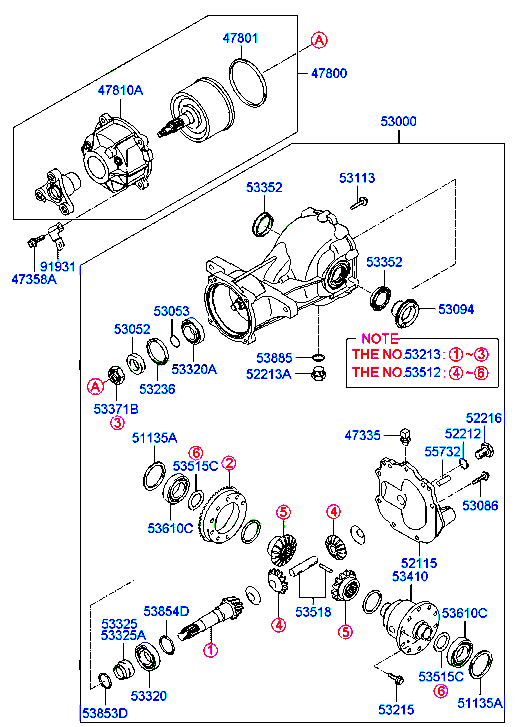 47801
A
47800
47810A
53000
53352
53113
91931
47358A
53352
53094
53053
53052
53320A
53885
52213A
53236
NOTE
THE NO.53213 : ①~③
THE NO.53512 : ④~⑥
A
53371B
③
51135A
⑥
53515C
②
47335
52216
52212
55732
53086
53610C
⑤
④
52115
53410
53854D
53518
④
⑤
53610C
53325
53325A
①
53320
53853D
53515C
⑥
53215
51135A